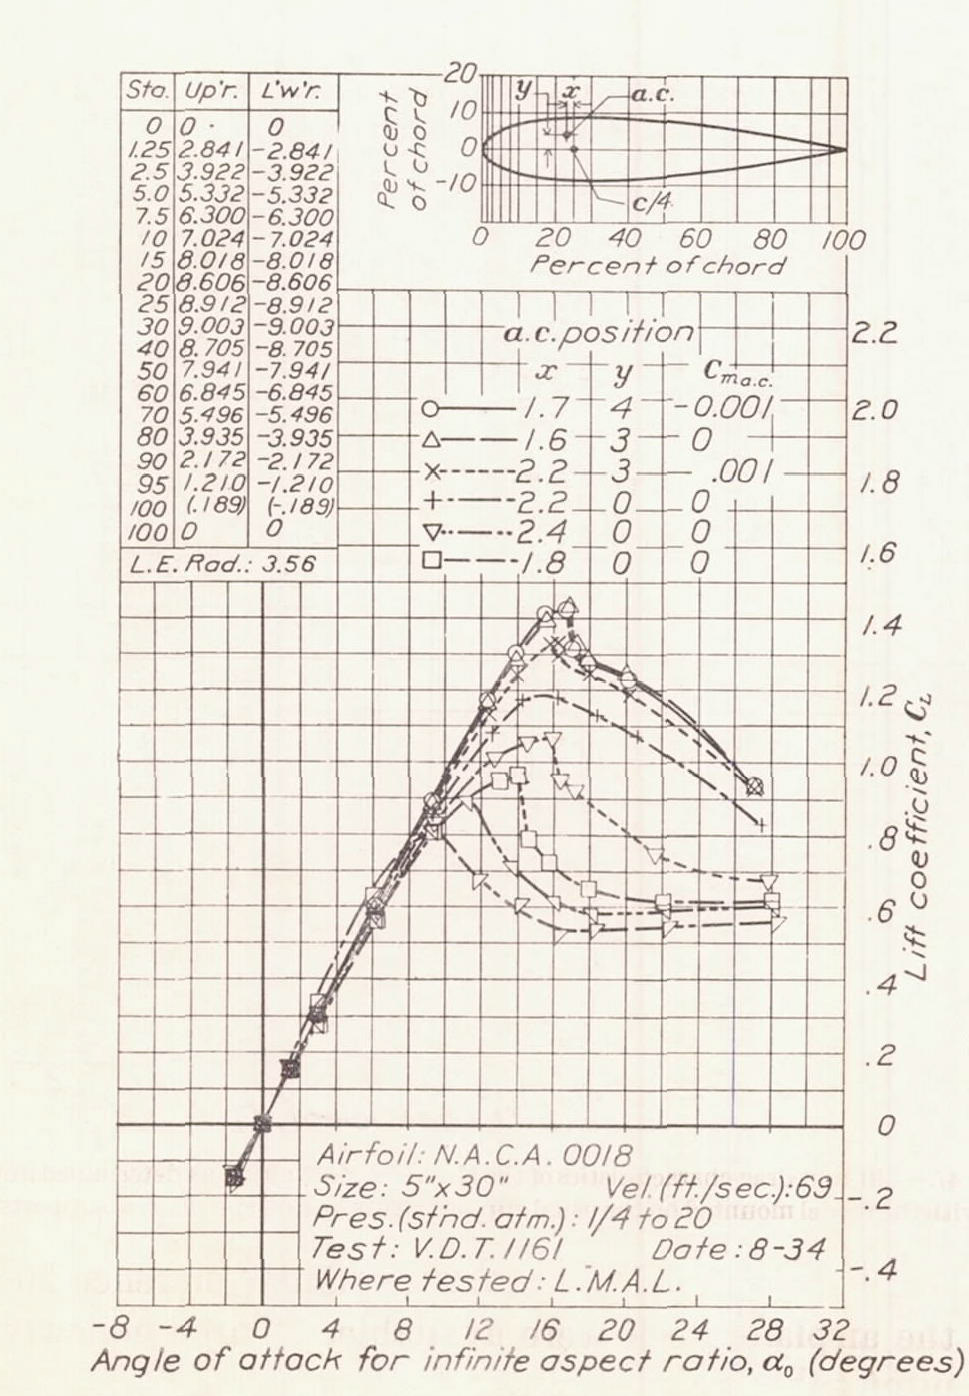 Sta. Up'r. L'w'r.
0 0 0
1.25 2.841 -2.841
2.5 3.922 -3.922
5.0 5.332 -5.332
7.5 6.300 -6.300
10 7.024 -7.024
15 8.018 -8.018
20 8.606 -8.606
25 8.912 -8.912
30 9.003 -9.003
40 8.705 -8.705
50 7.941 -7.941
60 6.845 -6.845
70 5.496 -5.496
80 3.935 -3.935
90 2.172 -2.172
95 1.210 -1.210
100 (.189) (-.189)
100 0 0
L.E. Rad.: 3.56
Percent
of chord
20
10
0
-10
y x a.c.
c/4
0 20 40 60 80 100
Percent of chord
a.c. position
x y Cma.c.
1.7 4 -0.001
1.6 3 0
2.2 3 .001
2.2 0 0
2.4 0 0
1.8 0 0
2.2
2.0
1.8
1.6
1.4
1.2
1.0
.8
.6
.4
.2
0
-.2
-.4
Lift coefficient, CL
Airfoil: N.A.C.A. 0018
Size: 5"x30" Vel. (ft./sec.): 69
Pres. (st'nd. atm.): 1/4 to 20
Test: V.D.T. 1161 Date: 8-34
Where tested: L.M.A.L.
-8 -4 0 4 8 12 16 20 24 28 32
Angle of attack for infinite aspect ratio, α0 (degrees)